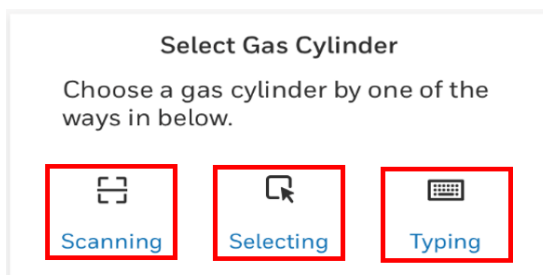 Select Gas Cylinder
Choose a gas cylinder by one of the
ways in below.
Scanning Selecting Typing